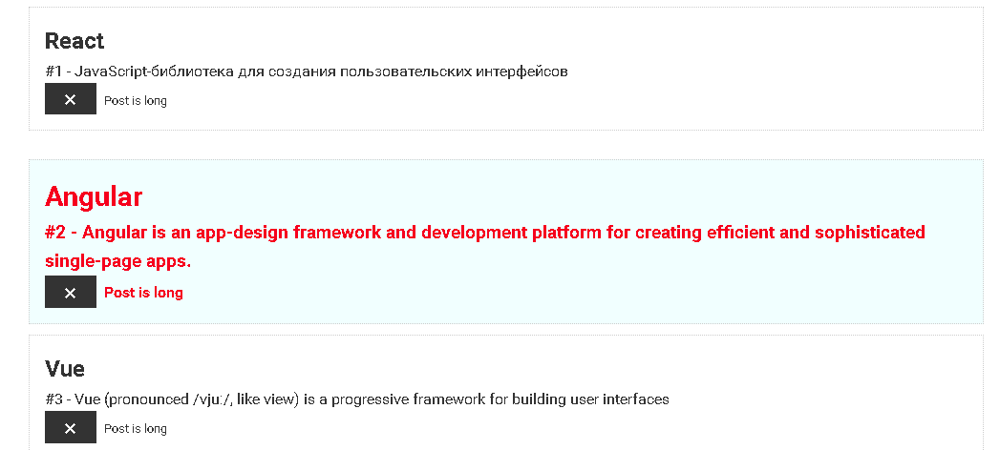 React
#1 - JavaScript-библиотека для создания пользовательских интерфейсов
× Post is long
Angular
#2 - Angular is an app-design framework and development platform for creating efficient and sophisticated
single-page apps.
× Post is long
Vue
#3 - Vue (pronounced /vjuː/, like view) is a progressive framework for building user interfaces
× Post is long